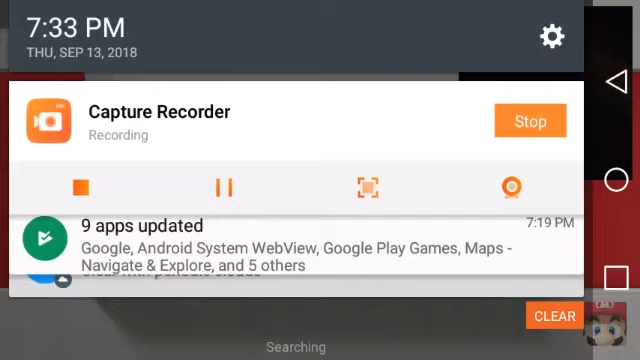 7:33 PM
THU, SEP 13, 2018
Capture Recorder
Recording
Stop
9 apps updated
7:19 PM
Google, Android System WebView, Google Play Games, Maps -
Navigate & Explore, and 5 others
CLEAR
Searching